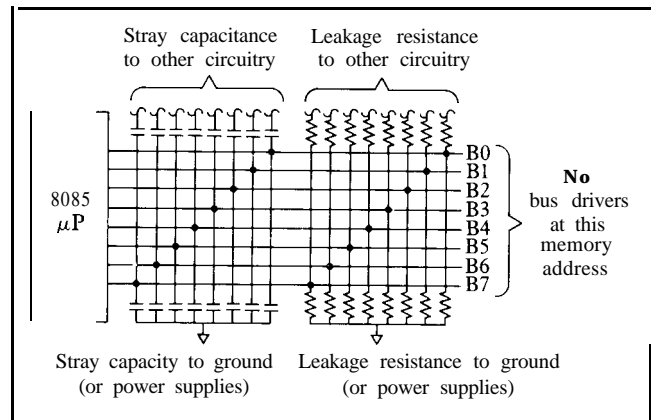 Stray capacitance
to other circuitry
Leakage resistance
to other circuitry
8085
μP
B0
B1
B2
B3
B4
B5
B6
B7
No
bus drivers
at this
memory
address
Stray capacity to ground
(or power supplies)
Leakage resistance to ground
(or power supplies)